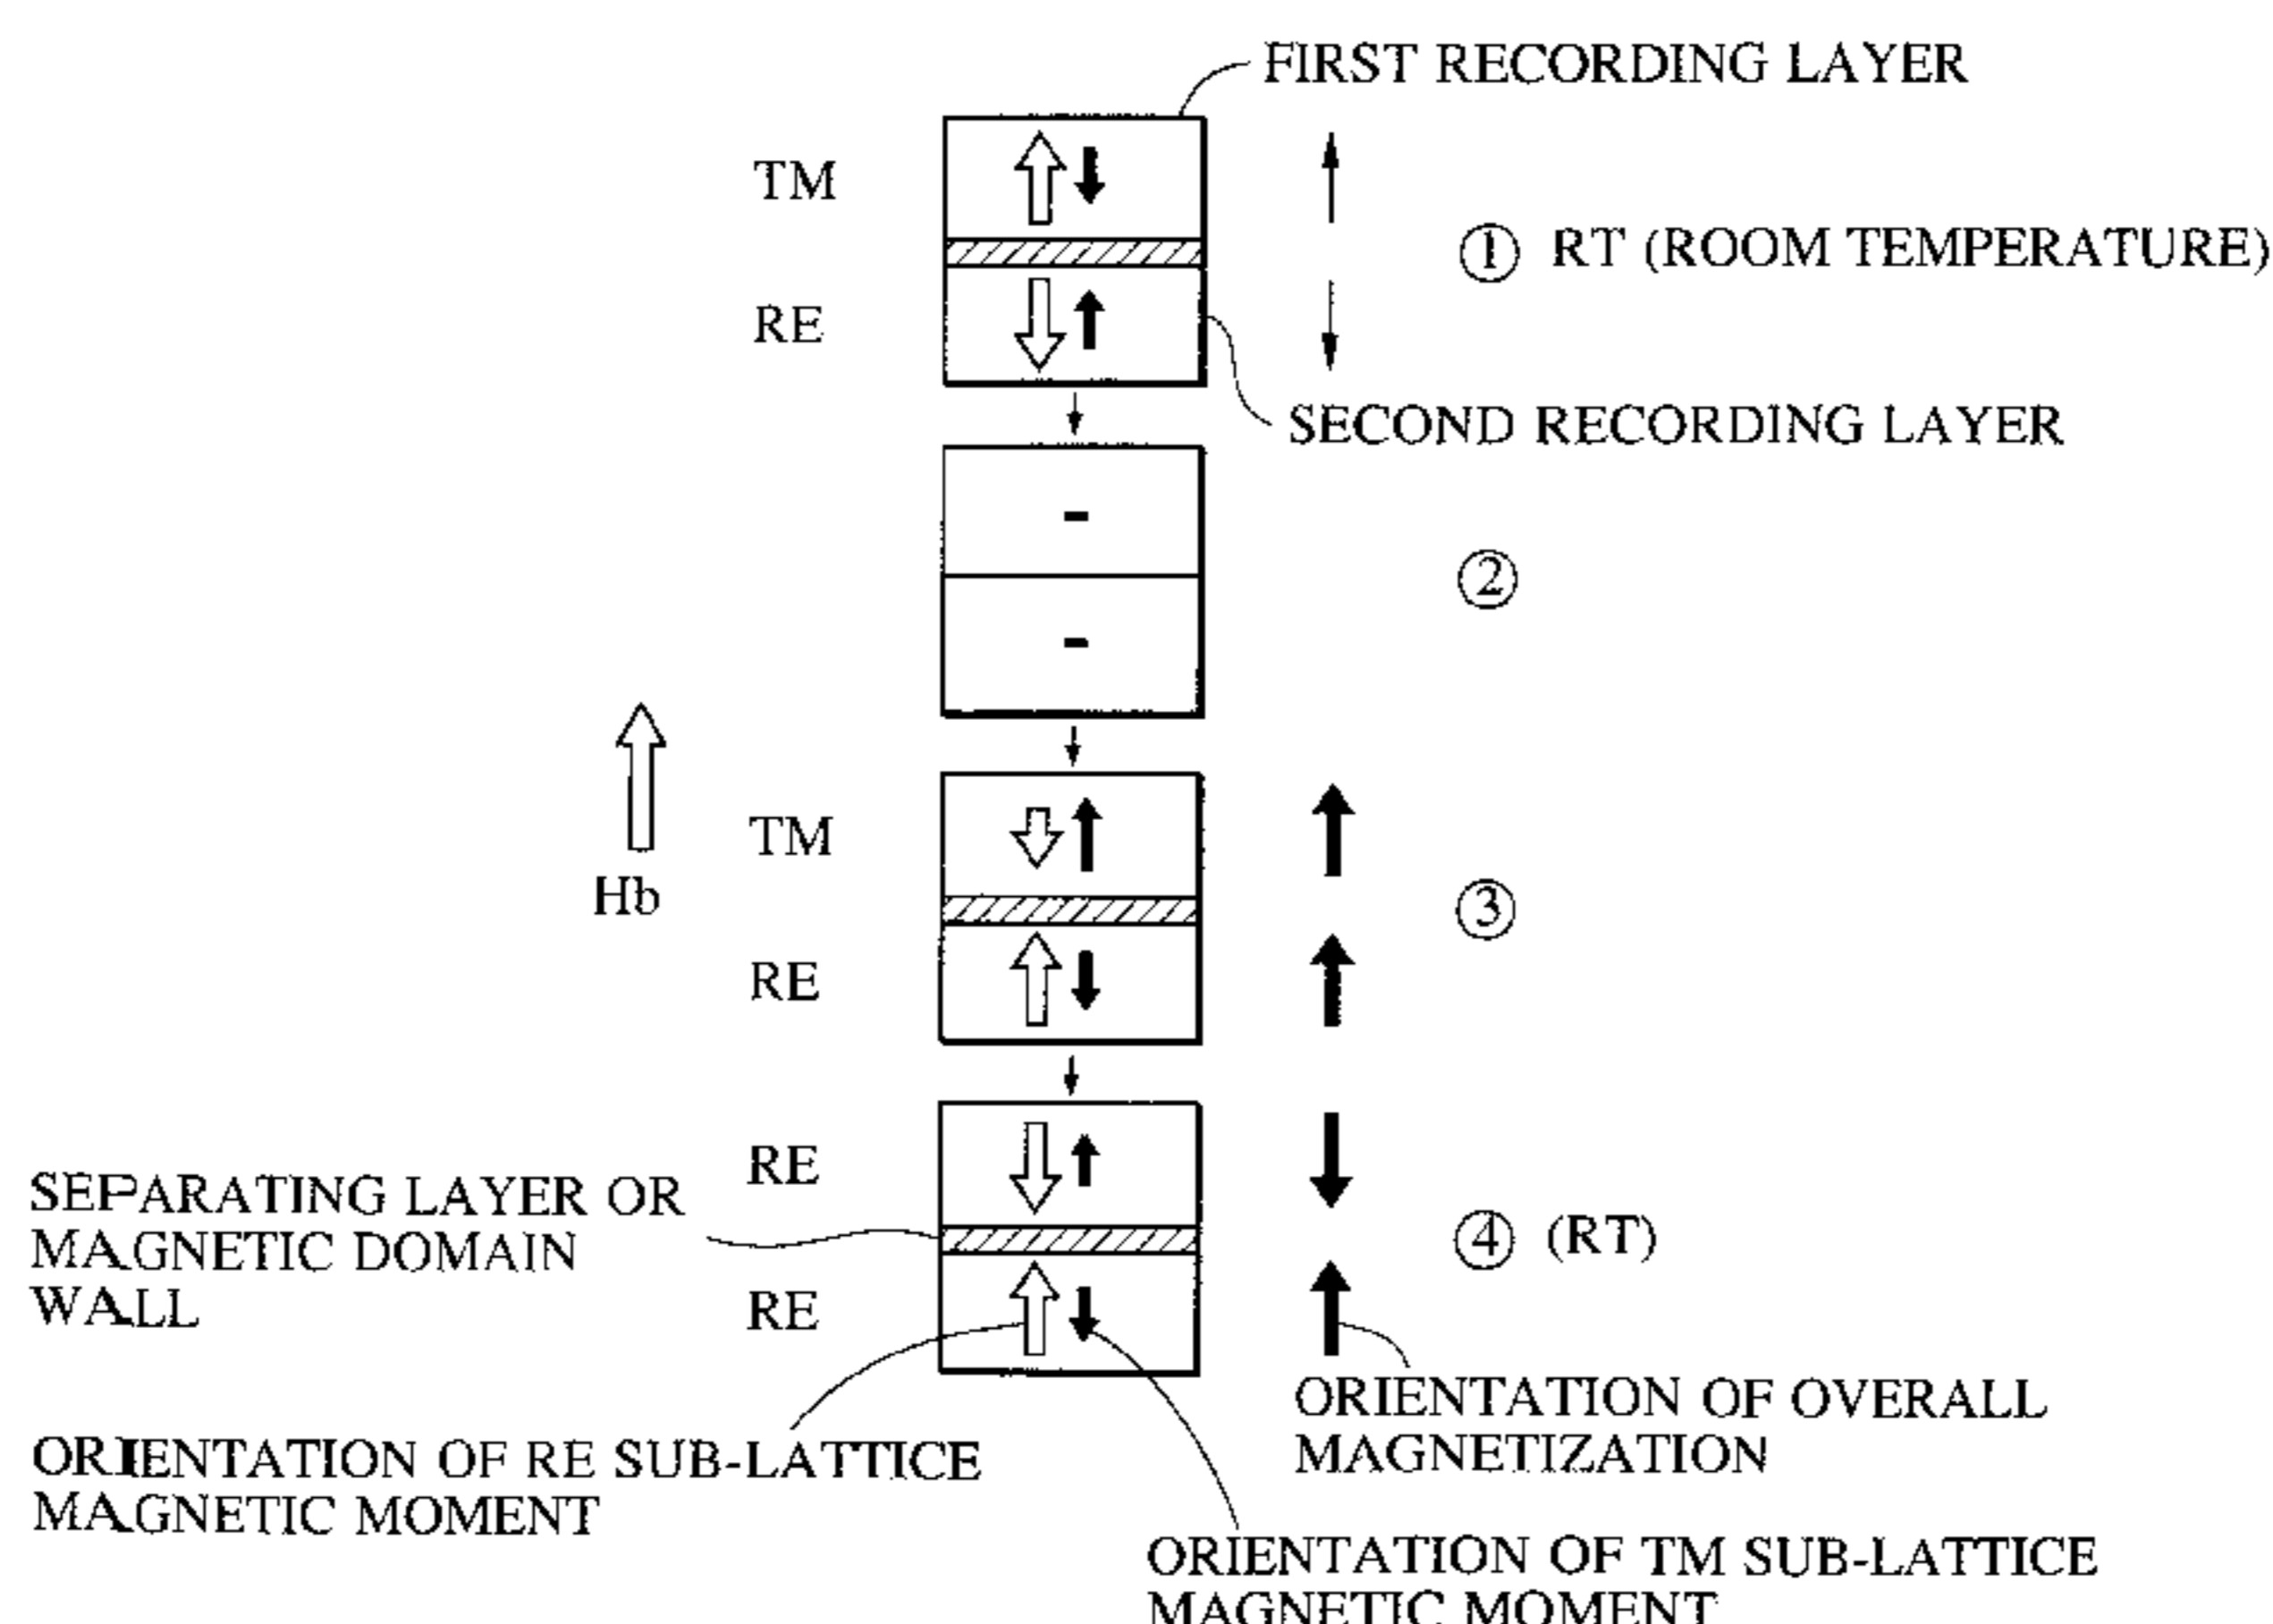 FIRST RECORDING LAYER
TM
① RT (ROOM TEMPERATURE)
RE
SECOND RECORDING LAYER
②
TM
Hb
③
RE
RE
SEPARATING LAYER OR
MAGNETIC DOMAIN
WALL
④ (RT)
RE
ORIENTATION OF OVERALL
MAGNETIZATION
ORIENTATION OF RE SUB-LATTICE
MAGNETIC MOMENT
ORIENTATION OF TM SUB-LATTICE
MAGNETIC MOMENT